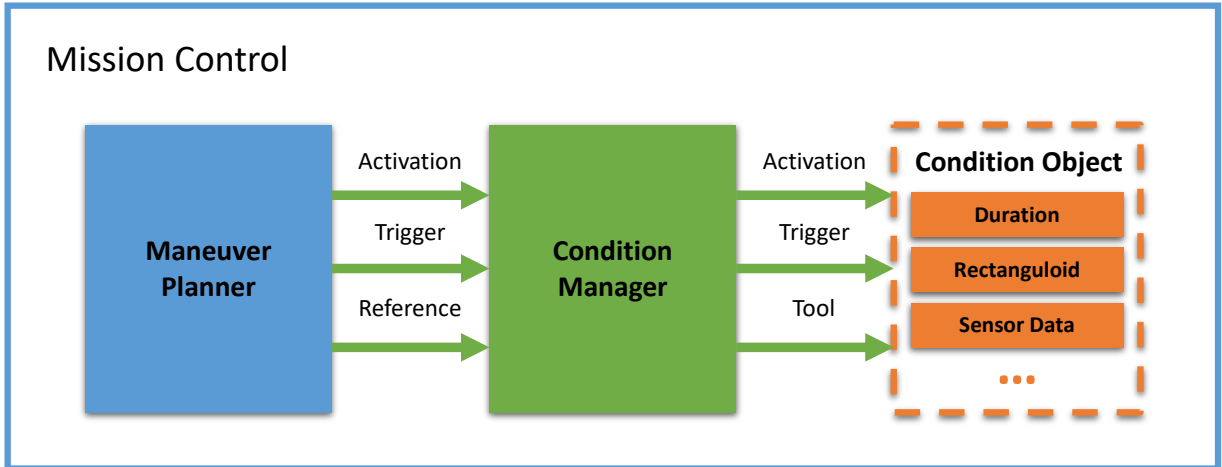 Mission Control
Maneuver
Planner
Activation
Trigger
Reference
Condition
Manager
Activation
Trigger
Tool
Condition Object
Duration
Rectanguloid
Sensor Data
...